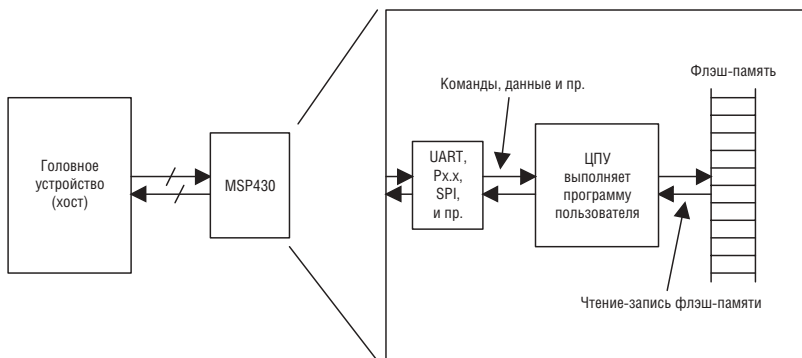 Головное
устройство
(хост)
MSP430
UART,
Px.x,
SPI,
и пр.
Команды, данные и пр.
ЦПУ
выполняет
программу
пользователя
Флэш-память
Чтение-запись флэш-памяти